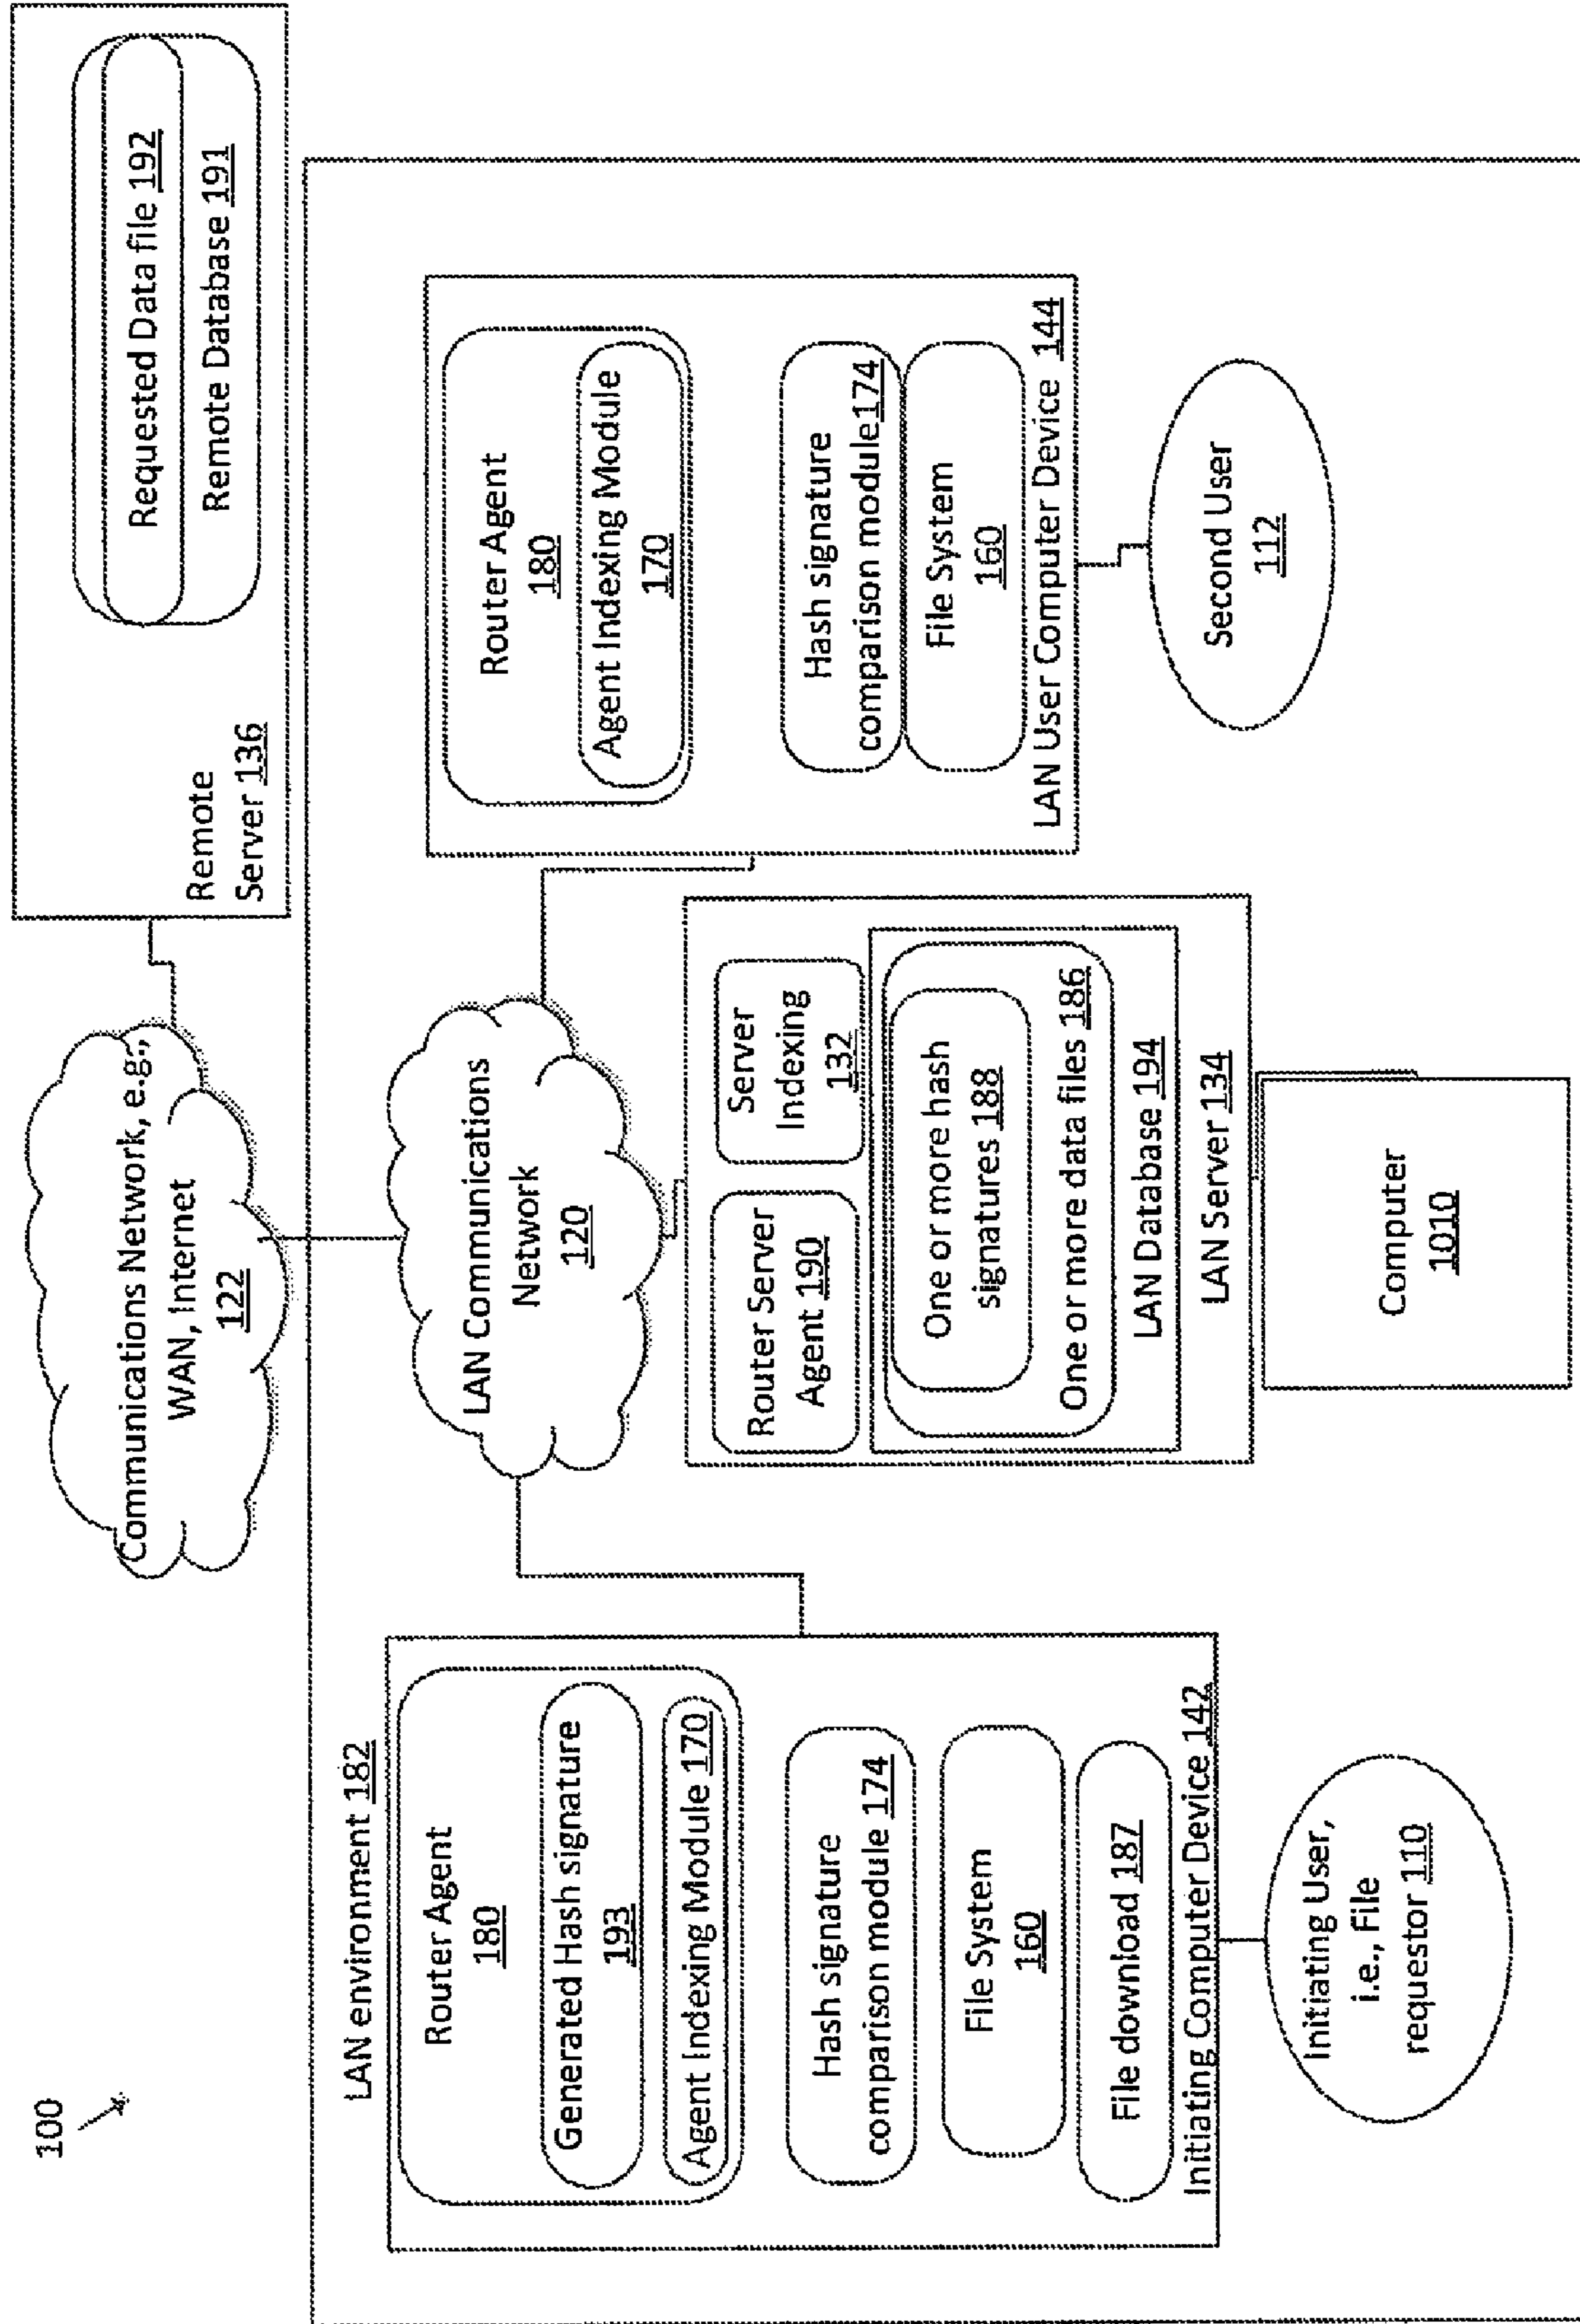 100
Communications Network, e.g.,
WAN, Internet
122
Remote
Server 136
Requested Data file 192
Remote Database 191
LAN environment 182
Router Agent
180
Generated Hash signature
193
Agent Indexing Module 170
Hash signature
comparison module 174
File System
160
File download 187
Initiating Computer Device 142
Initiating User,
i.e., File
requestor 110
LAN Communications
Network
120
Router Server
Agent 190
Server
Indexing
132
One or more hash
signatures 188
One or more data files 186
LAN Database 194
LAN Server 134
Computer
1010
Router Agent
180
Agent Indexing Module
170
Hash signature
comparison module174
File System
160
LAN User Computer Device 144
Second User
112